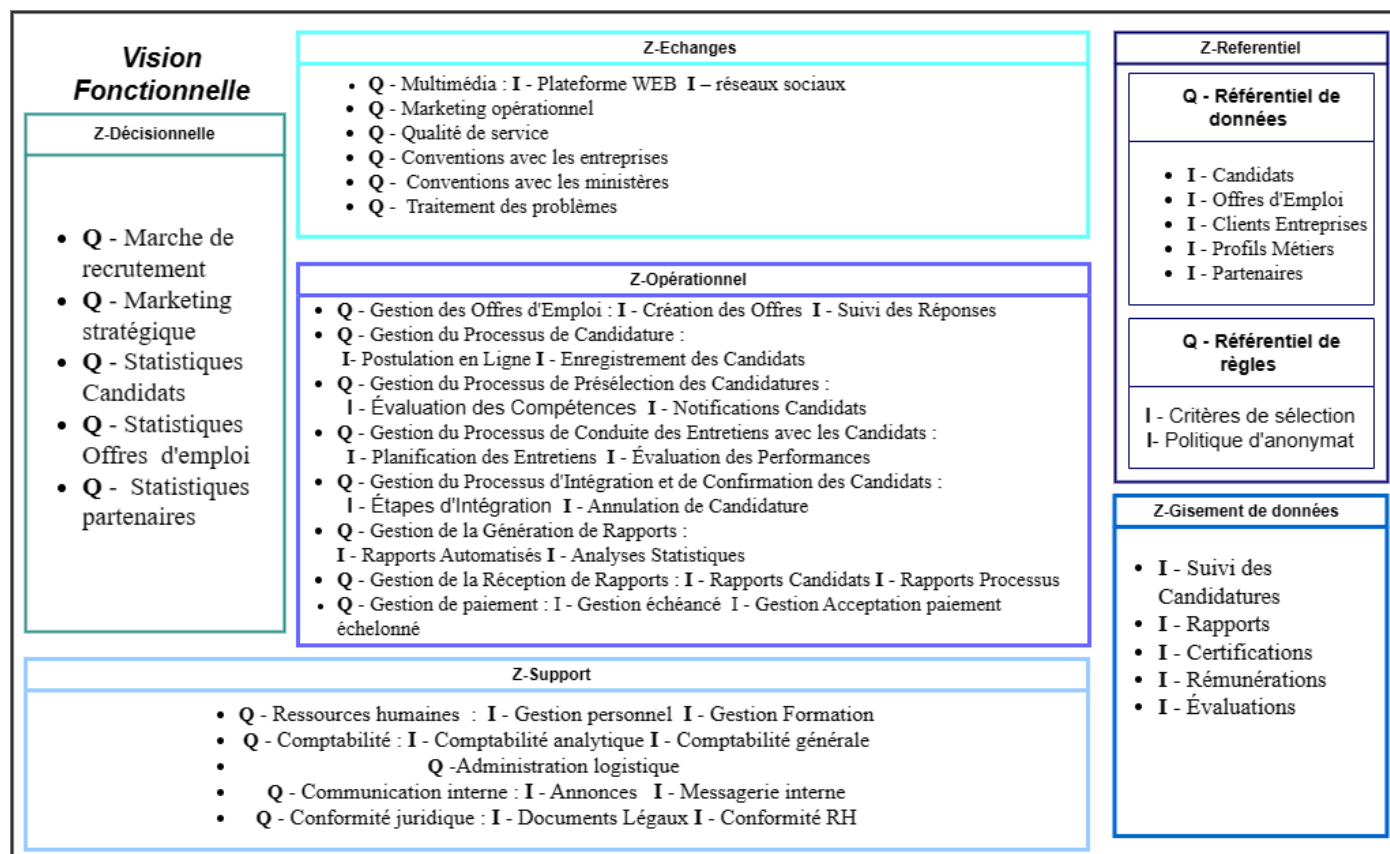 Vision
Fonctionnelle
Z-Décisionnelle
• Q - Marche de
recrutement
• Q - Marketing
stratégique
• Q - Statistiques
Candidats
• Q - Statistiques
Offres d'emploi
• Q - Statistiques
partenaires
Z-Echanges
• Q - Multimédia : I - Plateforme WEB I – réseaux sociaux
• Q - Marketing opérationnel
• Q - Qualité de service
• Q - Conventions avec les entreprises
• Q - Conventions avec les ministères
• Q - Traitement des problèmes
Z-Opérationnel
• Q - Gestion des Offres d'Emploi : I - Création des Offres I - Suivi des Réponses
• Q - Gestion du Processus de Candidature :
I- Postulation en Ligne I - Enregistrement des Candidats
• Q - Gestion du Processus de Présélection des Candidatures :
I - Évaluation des Compétences I - Notifications Candidats
• Q - Gestion du Processus de Conduite des Entretiens avec les Candidats :
I - Planification des Entretiens I - Évaluation des Performances
• Q - Gestion du Processus d'Intégration et de Confirmation des Candidats :
I - Étapes d'Intégration I - Annulation de Candidature
• Q - Gestion de la Génération de Rapports :
I - Rapports Automatisés I - Analyses Statistiques
• Q - Gestion de la Réception de Rapports : I - Rapports Candidats I - Rapports Processus
• Q - Gestion de paiement : I - Gestion échéancé I - Gestion Acceptation paiement
échelonné
Z-Support
• Q - Ressources humaines : I - Gestion personnel I - Gestion Formation
• Q - Comptabilité : I - Comptabilité analytique I - Comptabilité générale
• Q -Administration logistique
• Q - Communication interne : I - Annonces I - Messagerie interne
• Q - Conformité juridique : I - Documents Légaux I - Conformité RH
Z-Réferentiel
Q - Référentiel de
données
• I - Candidats
• I - Offres d'Emploi
• I - Clients Entreprises
• I - Profils Métiers
• I - Partenaires
Q - Référentiel de
règles
I - Critères de sélection
I- Politique d'anonymat
Z-Gisement de données
• I - Suivi des
Candidatures
• I - Rapports
• I - Certifications
• I - Rémunérations
• I - Évaluations